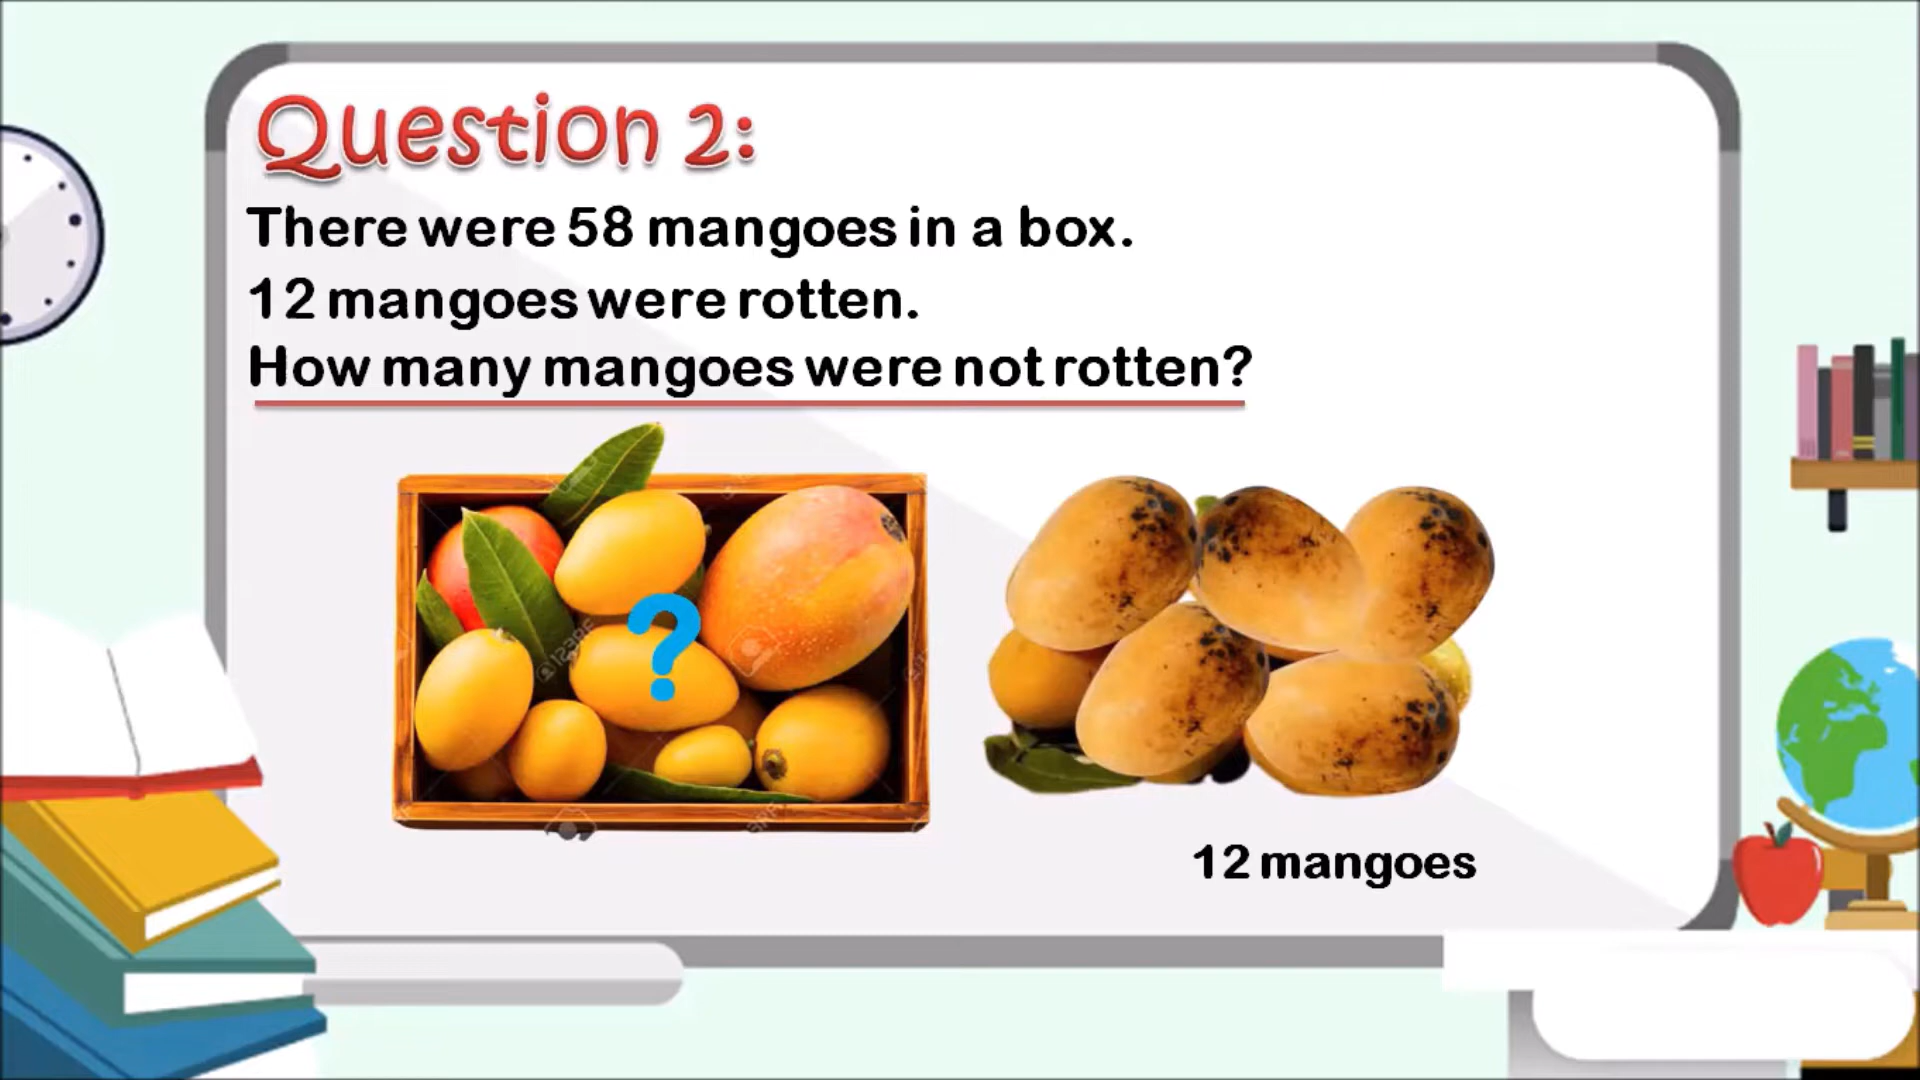 Question 2:
There were 58 mangoes in a box.
12 mangoes were rotten.
How many mangoes were not rotten?
?
12 mangoes